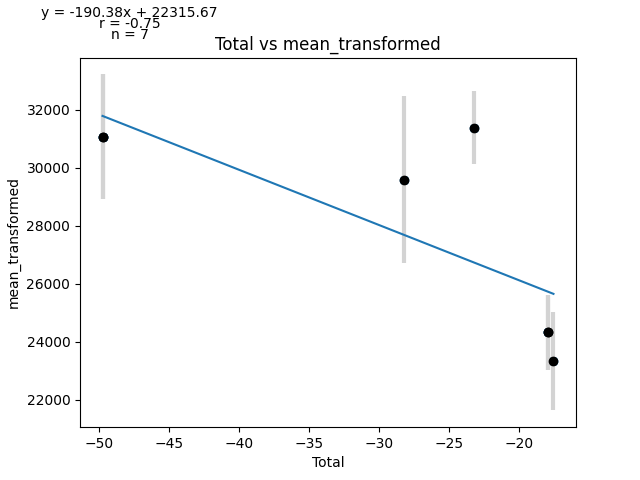 y = -190.38x + 22315.67
r = -0.75
n = 7
Total vs mean_transformed
32000
30000
28000
26000
24000
22000
mean_transformed
−50
−45
−40
−35
−30
−25
−20
Total